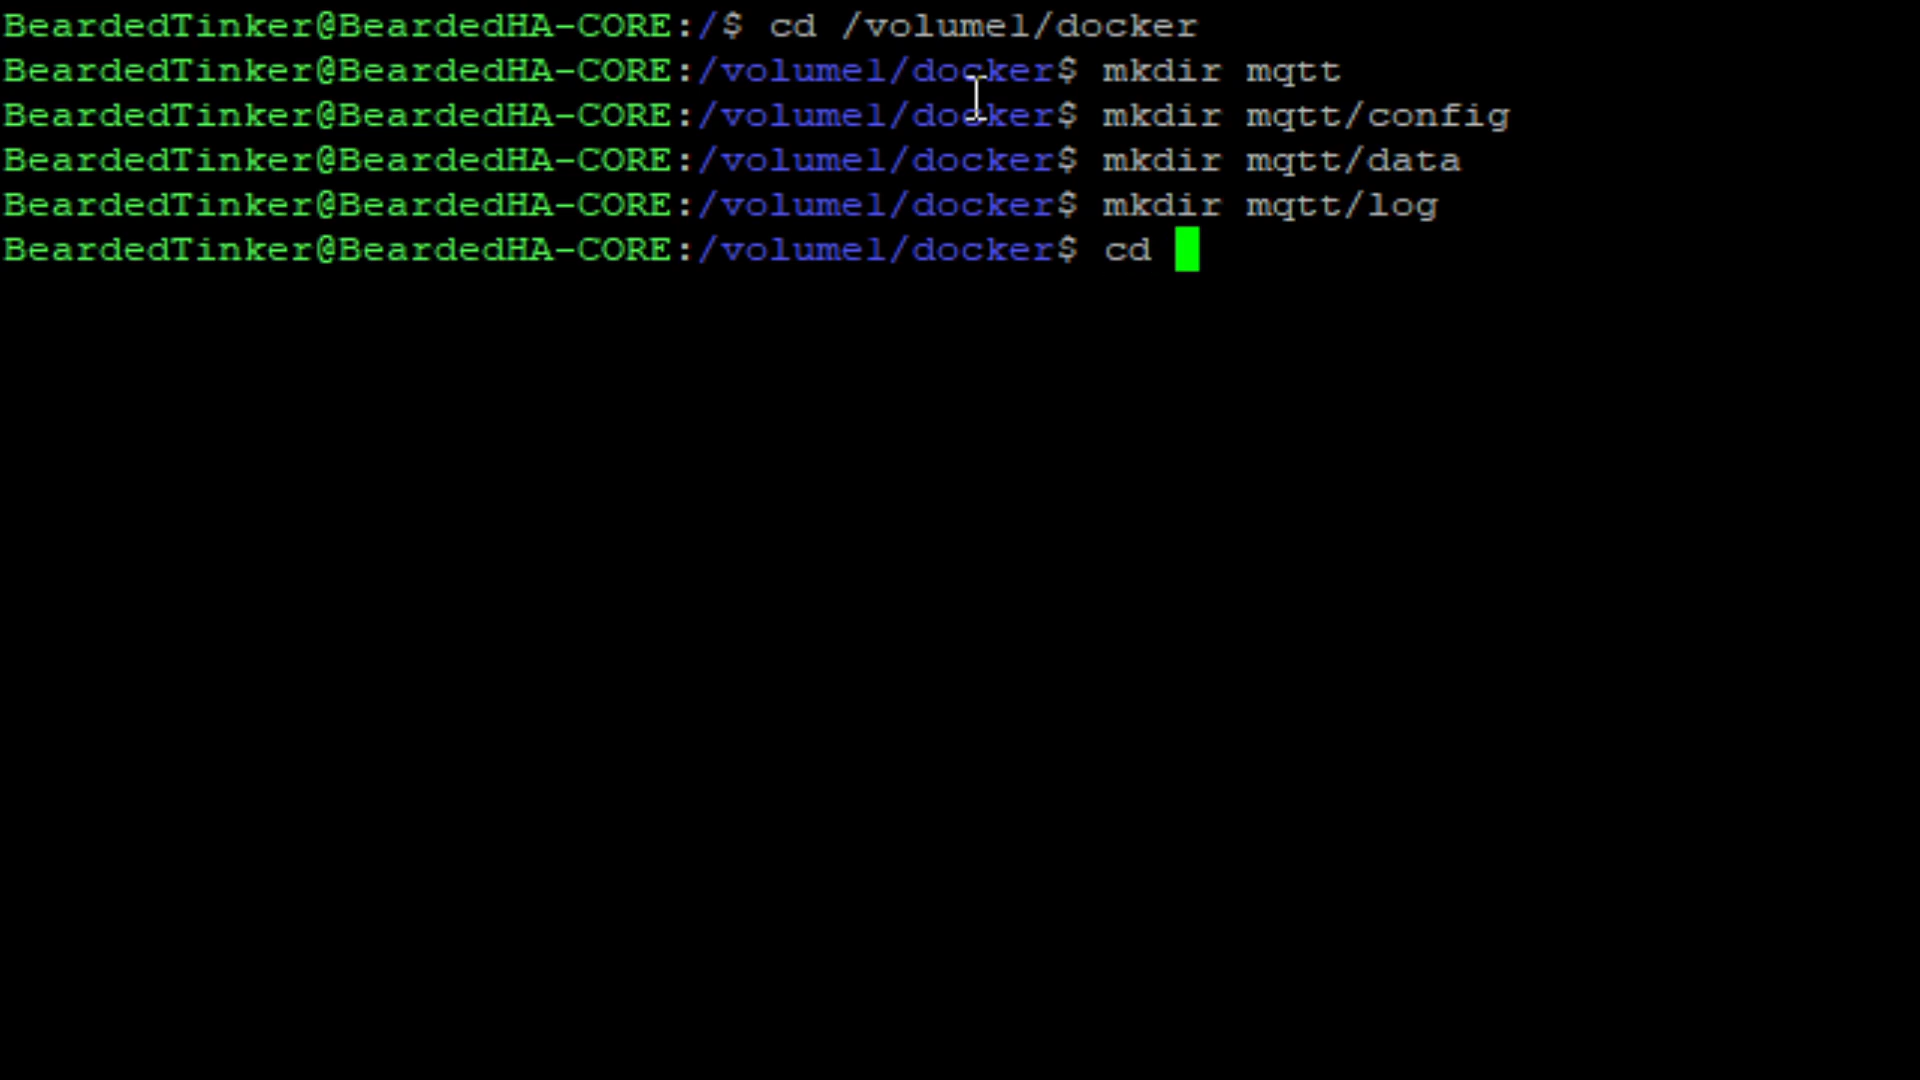 BeardedTinker@BeardedHA-CORE:/$ cd /volume1/docker
BeardedTinker@BeardedHA-CORE:/volume1/docker$ mkdir mqtt
BeardedTinker@BeardedHA-CORE:/volume1/docker$ mkdir mqtt/config
BeardedTinker@BeardedHA-CORE:/volume1/docker$ mkdir mqtt/data
BeardedTinker@BeardedHA-CORE:/volume1/docker$ mkdir mqtt/log
BeardedTinker@BeardedHA-CORE:/volume1/docker$ cd